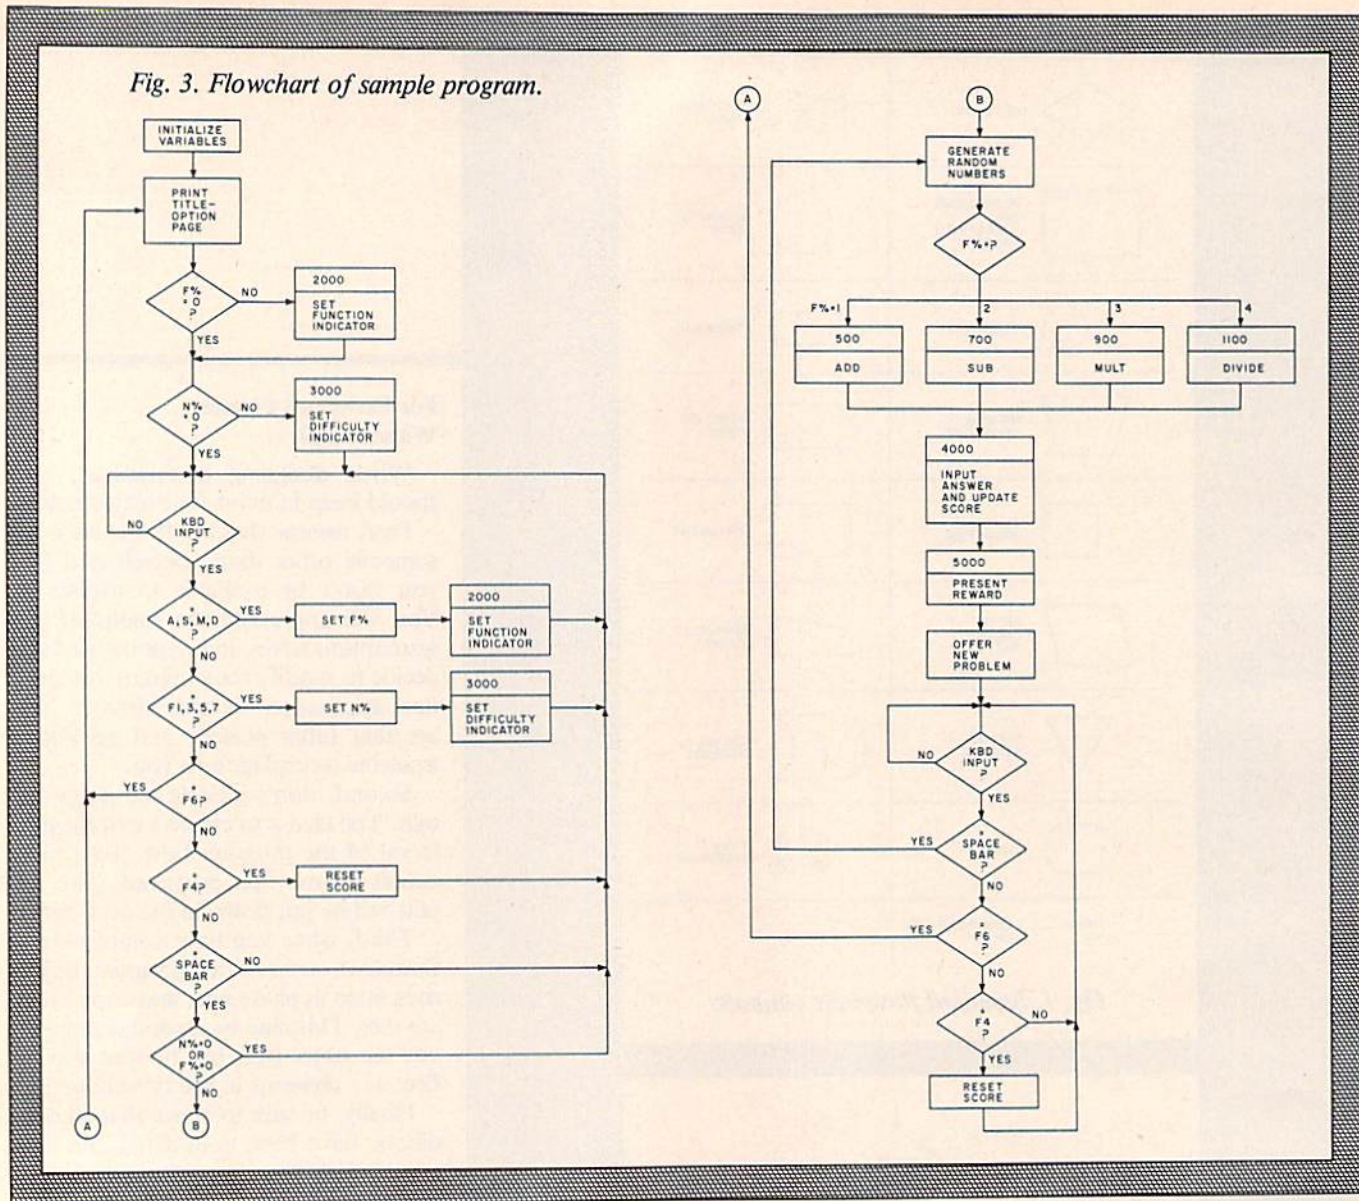 Fig. 3. Flowchart of sample program.
INITIALIZE
VARIABLES
PRINT
TITLE-
OPTION
PAGE
F%
= 0
?
NO
YES
2000
SET
FUNCTION
INDICATOR
N%
= 0
?
NO
YES
3000
SET
DIFFICULTY
INDICATOR
KBD
INPUT
?
NO
YES
=
A, S, M, D
?
YES
NO
SET F%
2000
SET
FUNCTION
INDICATOR
=
F1, 3, 5, 7
?
YES
NO
SET N%
3000
SET
DIFFICULTY
INDICATOR
=
F6?
YES
NO
=
F4?
YES
NO
RESET
SCORE
=
SPACE
BAR
?
NO
YES
N%=0
OR
F%=0
?
YES
NO
A
B
A
B
GENERATE
RANDOM
NUMBERS
F%=?
F%=1
2
3
4
500
ADD
700
SUB
900
MULT
1100
DIVIDE
4000
INPUT
ANSWER
AND UPDATE
SCORE
5000
PRESENT
REWARD
OFFER
NEW
PROBLEM
KBD
INPUT
?
NO
YES
=
SPACE
BAR
?
YES
NO
=
F6
?
YES
NO
=
F4
?
NO
YES
RESET
SCORE